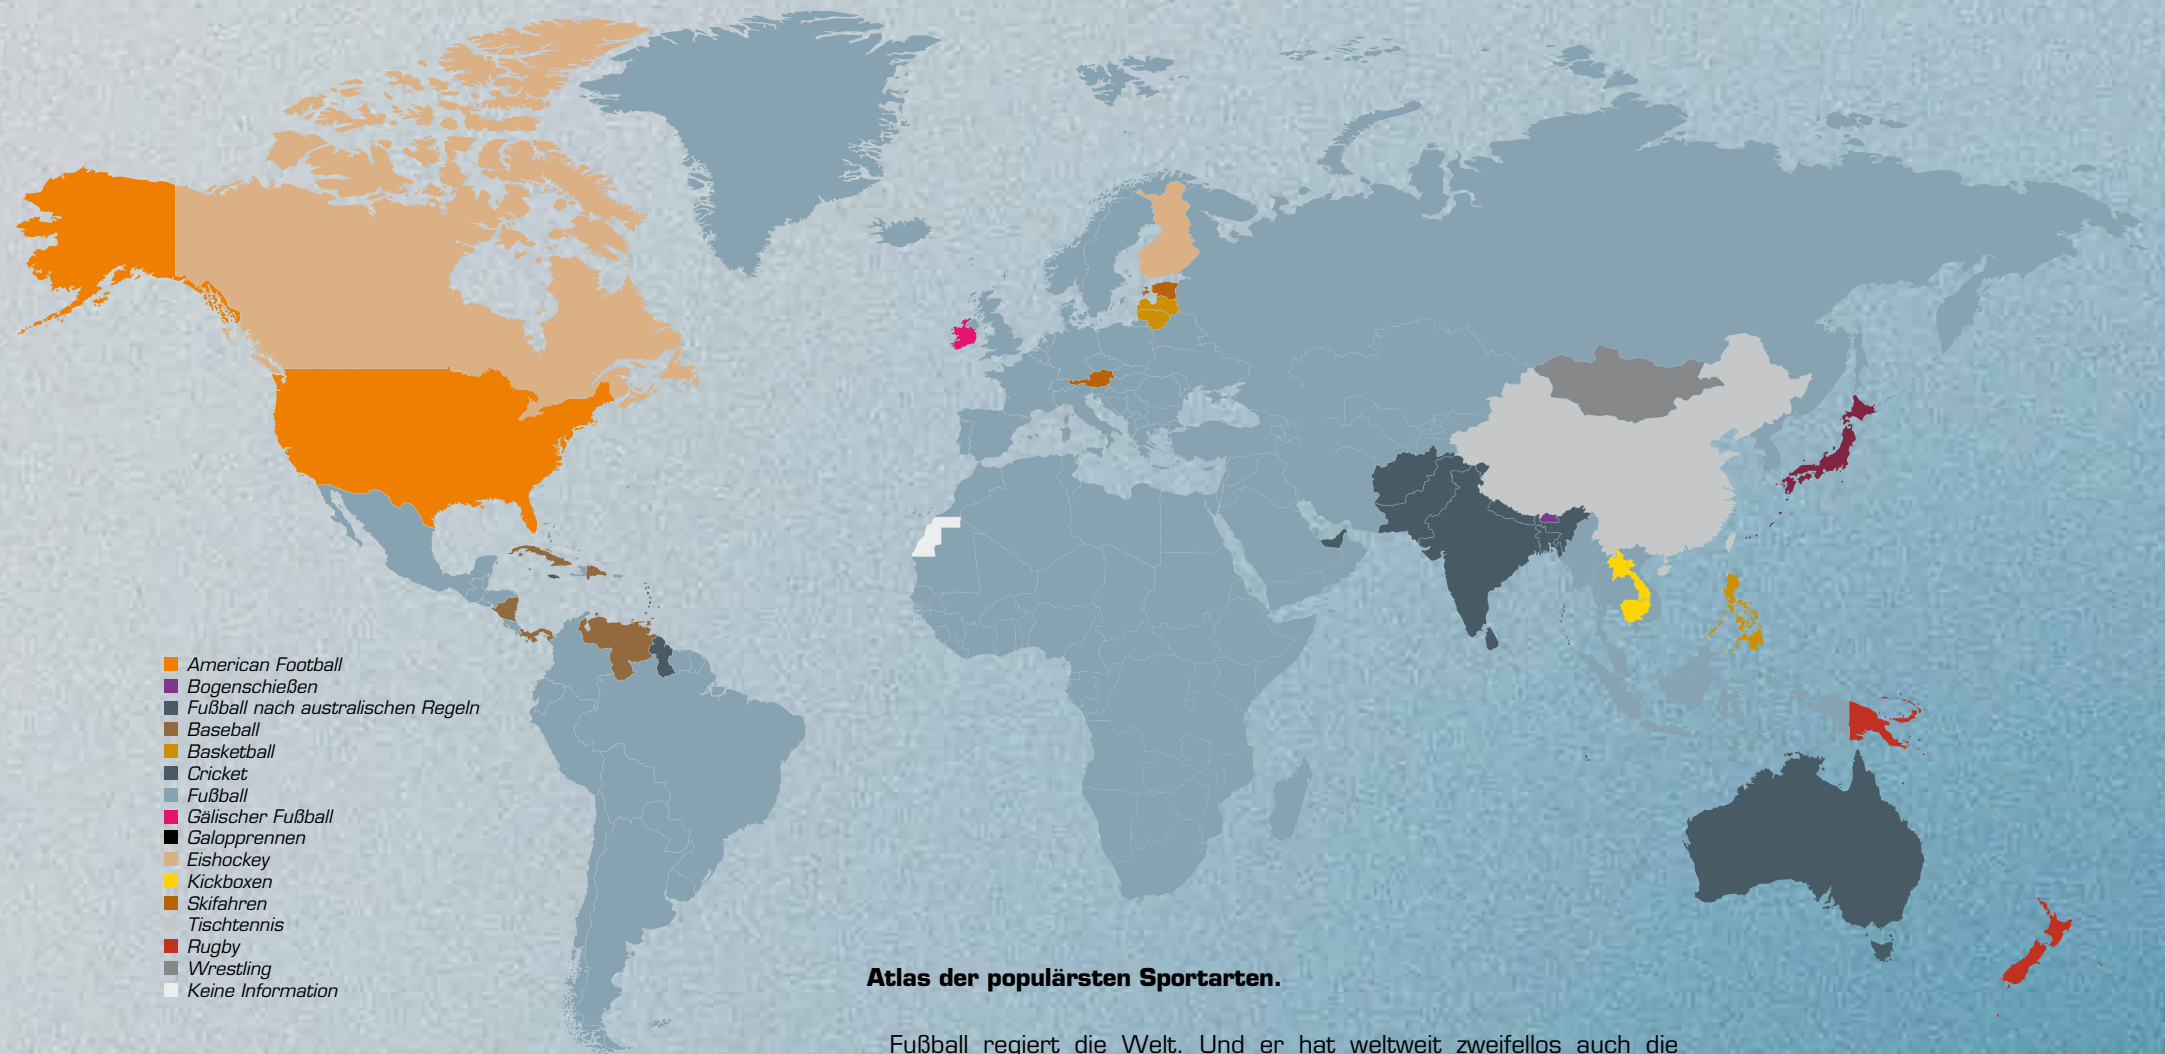 American Football
Bogenschießen
Fußball nach australischen Regeln
Baseball
Basketball
Cricket
Fußball
Gälischer Fußball
Galopprennen
Eishockey
Kickboxen
Skifahren
Tischtennis
Rugby
Wrestling
Keine Information
Atlas der populärsten Sportarten.
Fußball regiert die Welt. Und er hat weltweit zweifellos auch die